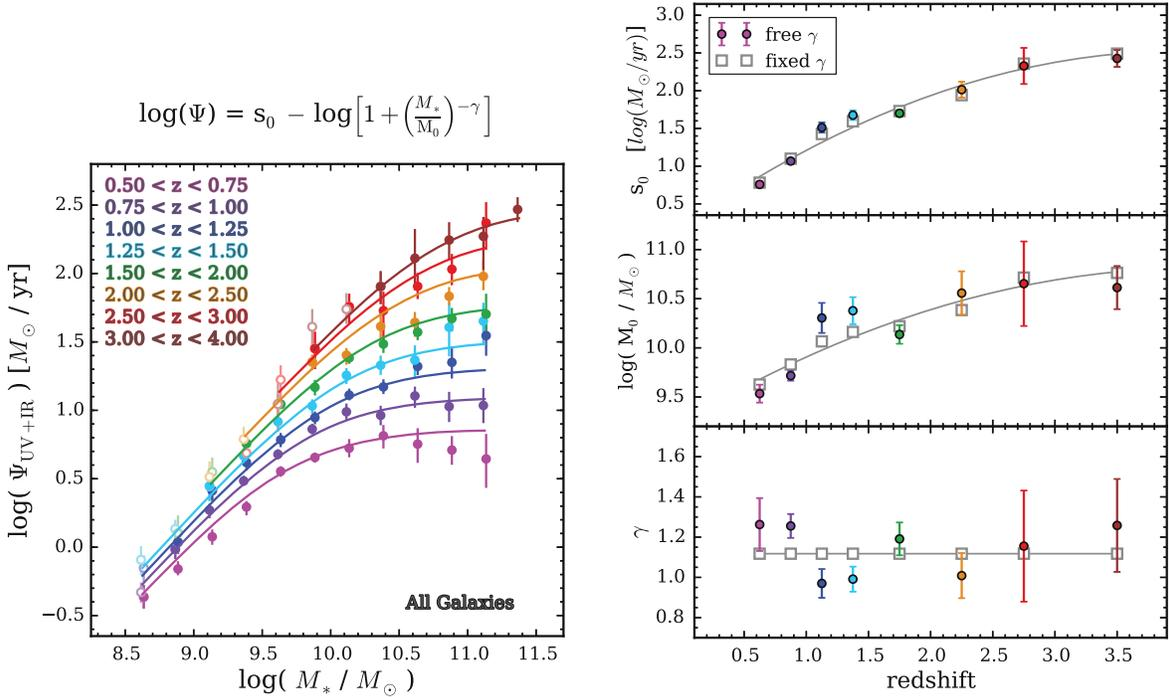 log(Ψ) = s₀ − log[1+(M*/M₀)^−γ]
0.50 < z < 0.75
0.75 < z < 1.00
1.00 < z < 1.25
1.25 < z < 1.50
1.50 < z < 2.00
2.00 < z < 2.50
2.50 < z < 3.00
3.00 < z < 4.00
All Galaxies
2.5
2.0
1.5
1.0
0.5
0.0
−0.5
log( Ψ_UV+IR ) [M⊙ / yr]
8.5 9.0 9.5 10.0 10.5 11.0 11.5
log( M* / M⊙ )
free γ
fixed γ
3.0
2.5
2.0
1.5
1.0
0.5
s₀ [log(M⊙/yr)]
11.0
10.5
10.0
9.5
log( M₀ / M⊙ )
1.6
1.4
1.2
1.0
0.8
γ
0.5 1.0 1.5 2.0 2.5 3.0 3.5
redshift